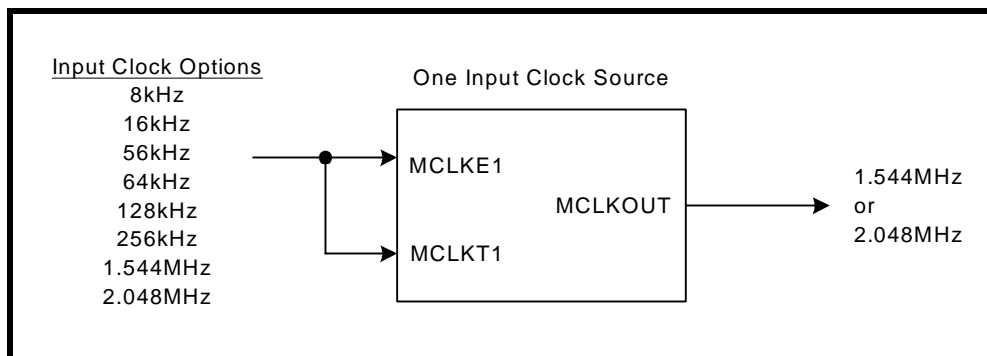 Input Clock Options
8kHz
16kHz
56kHz
64kHz
128kHz
256kHz
1.544MHz
2.048MHz
One Input Clock Source
MCLKE1
MCLKT1
MCLKOUT
1.544MHz
or
2.048MHz